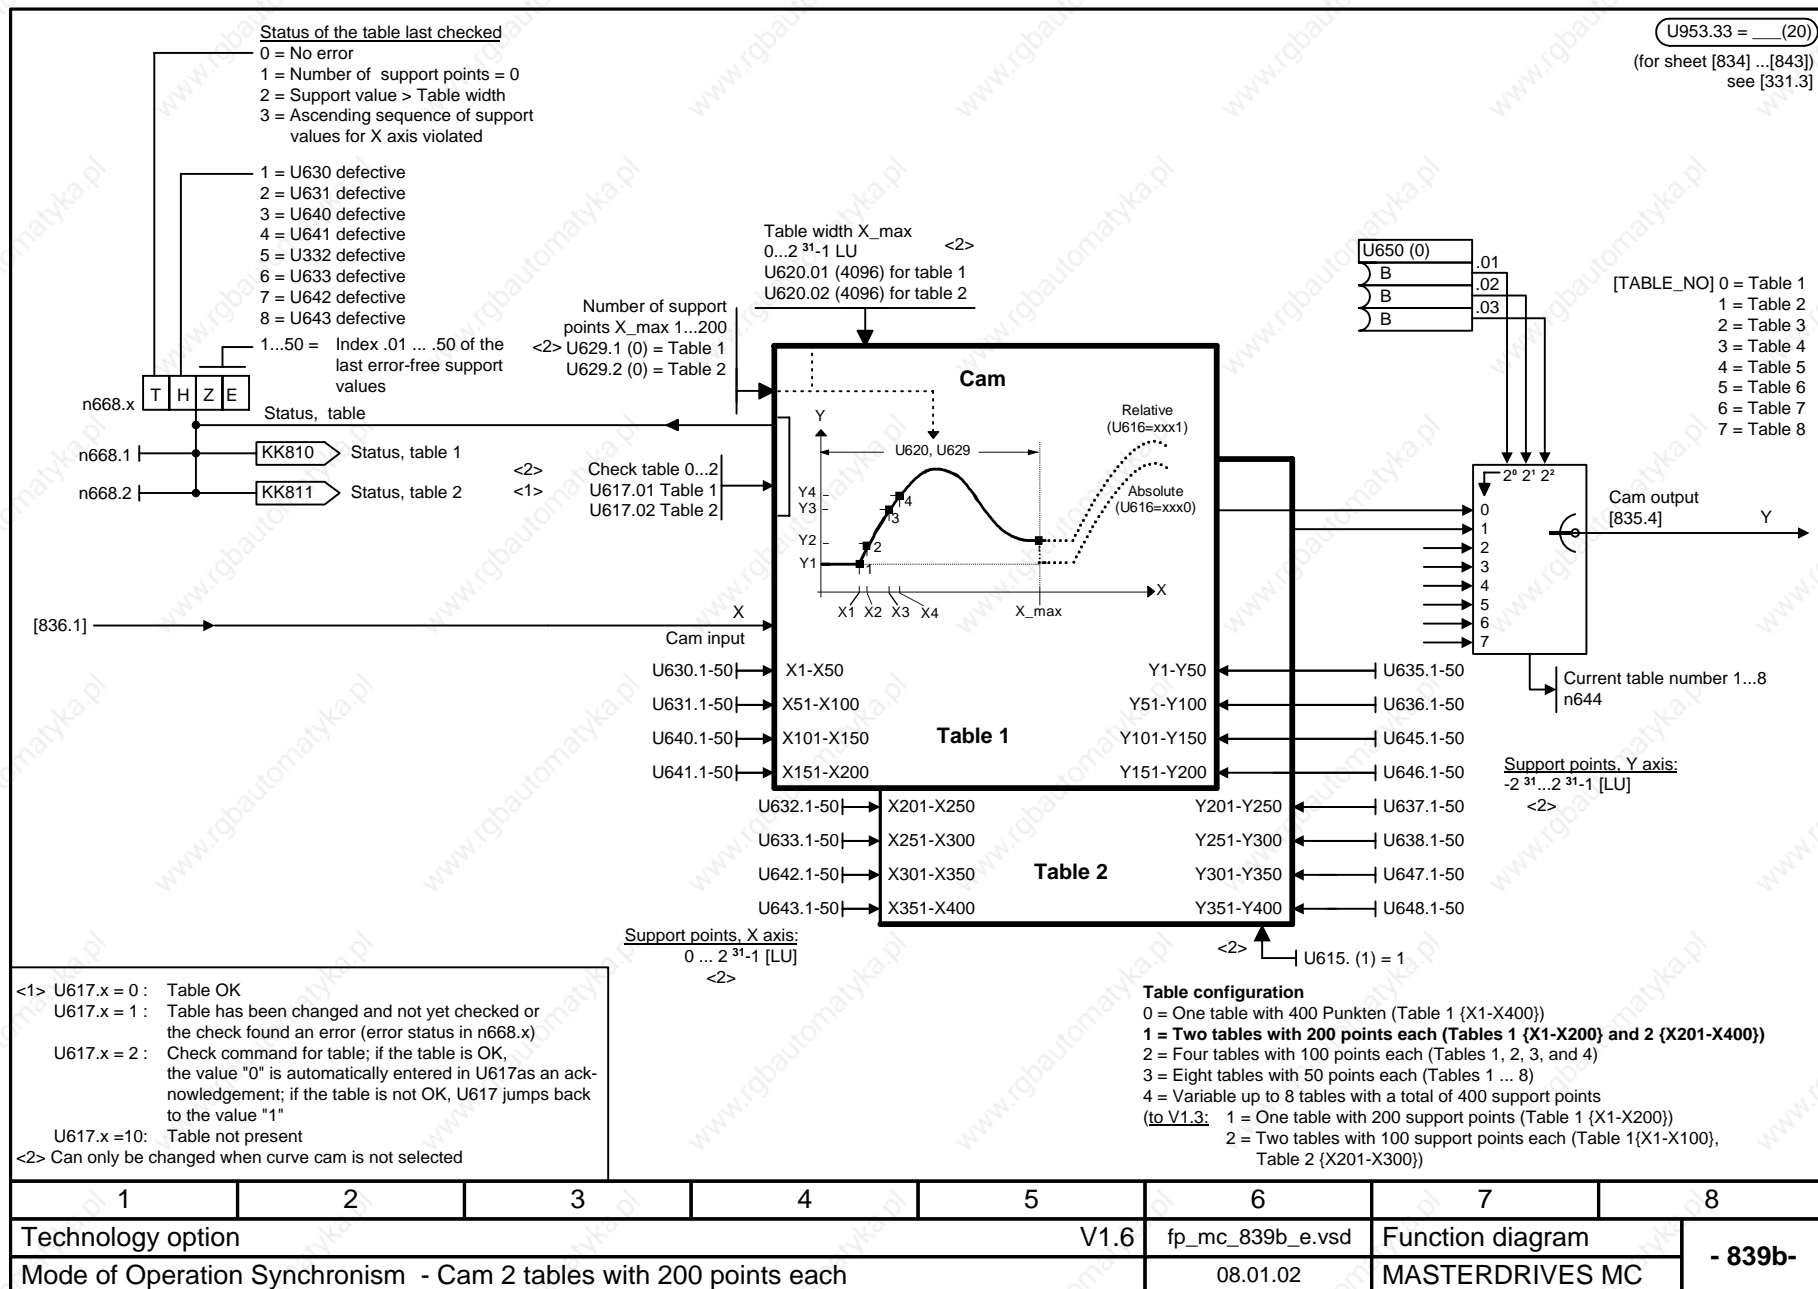 Status of the table last checked
0 = No error
1 = Number of  support points = 0
2 = Support value > Table width
3 = Ascending sequence of support
values for X axis violated
U953.33 = ___(20)
(for sheet [834] ...[843])
see [331.3]
1 = U630 defective
2 = U631 defective
3 = U640 defective
4 = U641 defective
5 = U332 defective
6 = U633 defective
7 = U642 defective
8 = U643 defective
1...50 =   Index .01 ... .50 of the
last error-free support
values
n668.x
T H Z E
Status,  table
n668.1
KK810
Status, table 1
n668.2
KK811
Status, table 2
Table width X_max
0...2 31-1 LU
<2>
U620.01 (4096) for table 1
U620.02 (4096) for table 2
Number of support
points X_max 1...200
<2> U629.1 (0) = Table 1
U629.2 (0) = Table 2
<2>
<1>
Check table 0...2
U617.01 Table 1
U617.02 Table 2
Cam
Y
U620, U629
Relative
(U616=xxx1)
Absolute
(U616=xxx0)
Y4
Y3
Y2
Y1
1
2
3
4
X1 X2 X3 X4
X_max
X
[836.1]
X
Cam input
U630.1-50
X1-X50
Y1-Y50
U635.1-50
U631.1-50
X51-X100
Y51-Y100
U636.1-50
U640.1-50
X101-X150
Table 1
Y101-Y150
U645.1-50
U641.1-50
X151-X200
Y151-Y200
U646.1-50
U632.1-50
X201-X250
Y201-Y250
U637.1-50
U633.1-50
X251-X300
Y251-Y300
U638.1-50
U642.1-50
X301-X350
Table 2
Y301-Y350
U647.1-50
U643.1-50
X351-X400
Y351-Y400
U648.1-50
Support points, X axis:
0 ... 2 31-1 [LU]
<2>
<2>
U615. (1) = 1
U650 (0)
B
.01
B
.02
B
.03
[TABLE_NO] 0 = Table 1
1 = Table 2
2 = Table 3
3 = Table 4
4 = Table 5
5 = Table 6
6 = Table 7
7 = Table 8
2⁰ 2¹ 2²
0
1
2
3
4
5
6
7
Cam output
[835.4]
Y
Current table number 1...8
n644
Support points, Y axis:
-2 31...2 31-1 [LU]
<2>
<1> U617.x = 0 :   Table OK
U617.x = 1 :   Table has been changed and not yet checked or
the check found an error (error status in n668.x)
U617.x = 2 :   Check command for table; if the table is OK,
the value "0" is automatically entered in U617as an ack-
nowledgement; if the table is not OK, U617 jumps back
to the value "1"
U617.x =10:   Table not present
<2> Can only be changed when curve cam is not selected
Table configuration
0 = One table with 400 Punkten (Table 1 {X1-X400})
1 = Two tables with 200 points each (Tables 1 {X1-X200} and 2 {X201-X400})
2 = Four tables with 100 points each (Tables 1, 2, 3, and 4)
3 = Eight tables with 50 points each (Tables 1 ... 8)
4 = Variable up to 8 tables with a total of 400 support points
(to V1.3:   1 = One table with 200 support points (Table 1 {X1-X200})
2 = Two tables with 100 support points each (Table 1{X1-X100},
Table 2 {X201-X300})
1 2 3 4 5 6 7 8
Technology option
V1.6
fp_mc_839b_e.vsd
Function diagram
- 839b-
Mode of Operation Synchronism  - Cam 2 tables with 200 points each
08.01.02
MASTERDRIVES MC
www.rgbautomatyka.pl